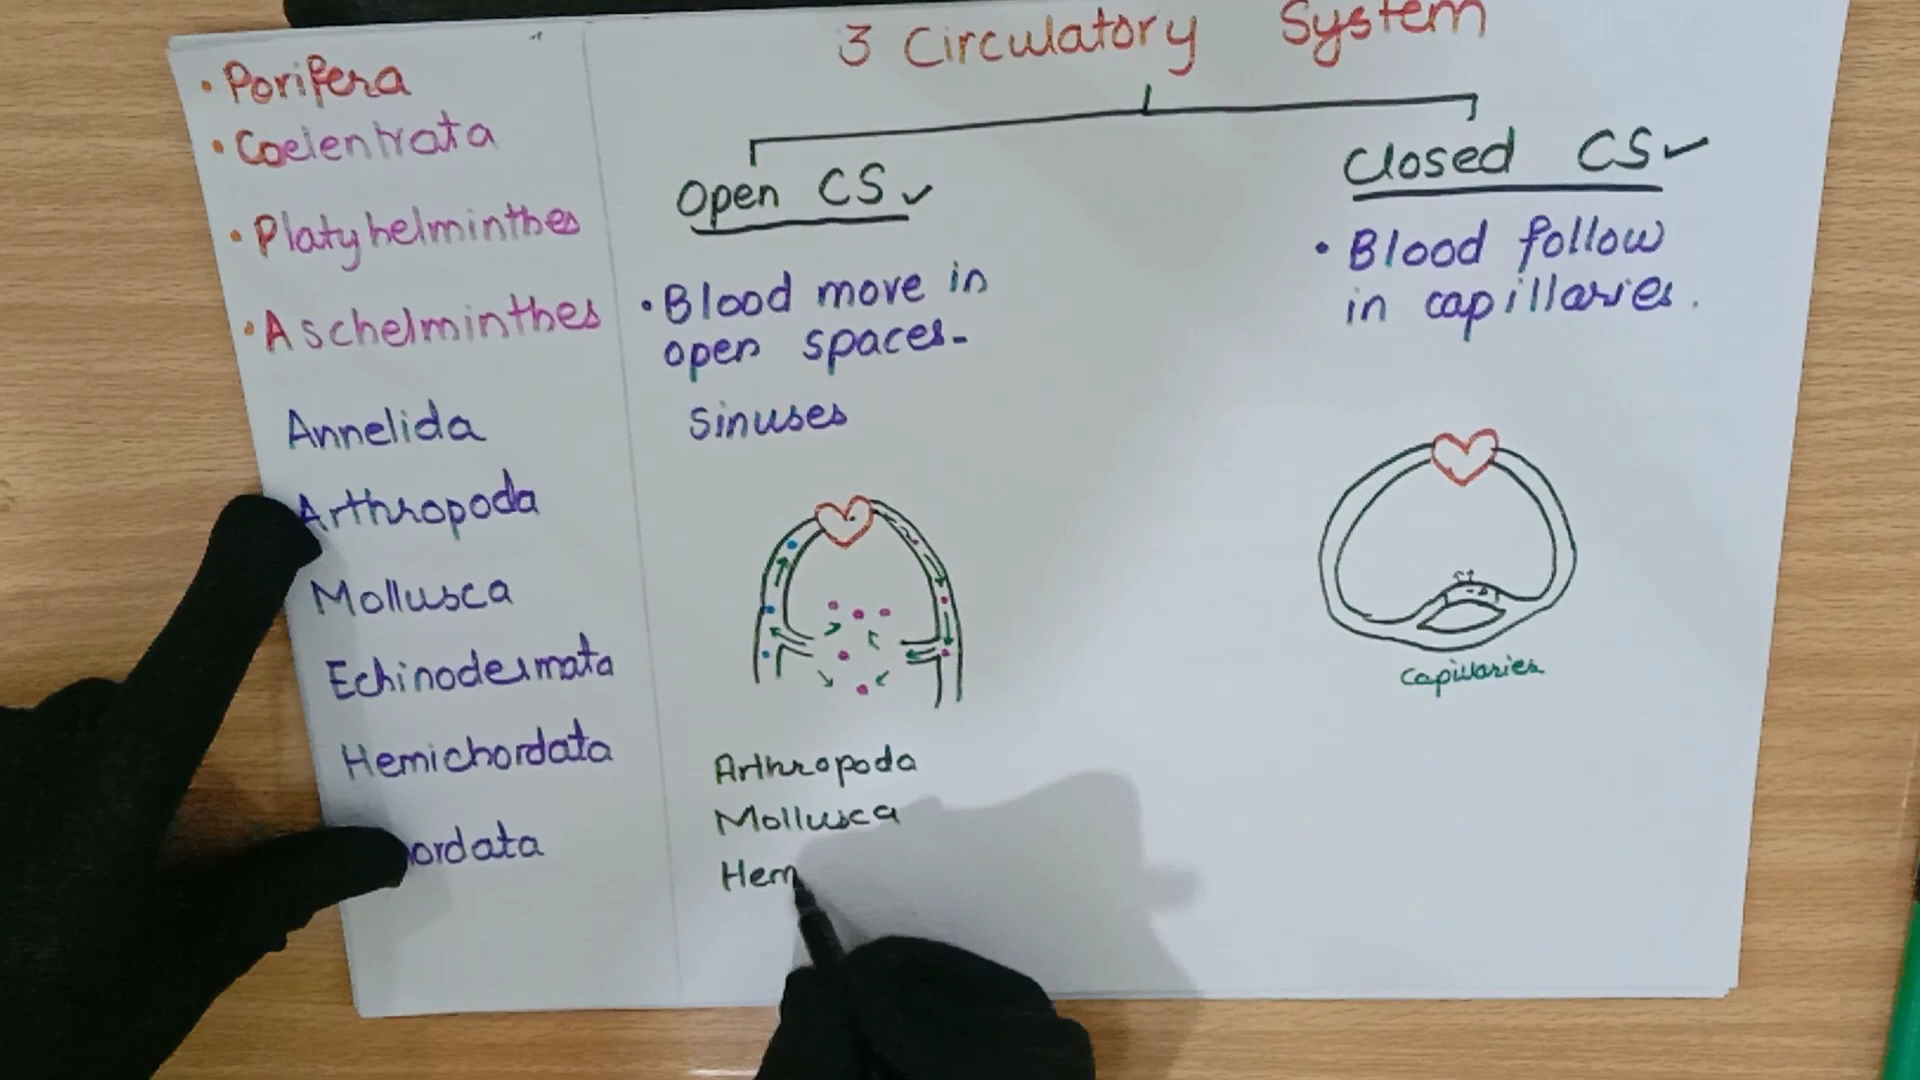 3 Circulatory System
• Porifera
• Coelentrata
• Platyhelminthes
• Aschelminthes
Annelida
Arthropoda
Mollusca
Echinodermata
Hemichordata
ordata
Open CS ✓
• Blood move in
open spaces-
Sinuses
Arthropoda
Mollusca
Hem
Closed CS ✓
• Blood follow
in capillaries.
Capillaries